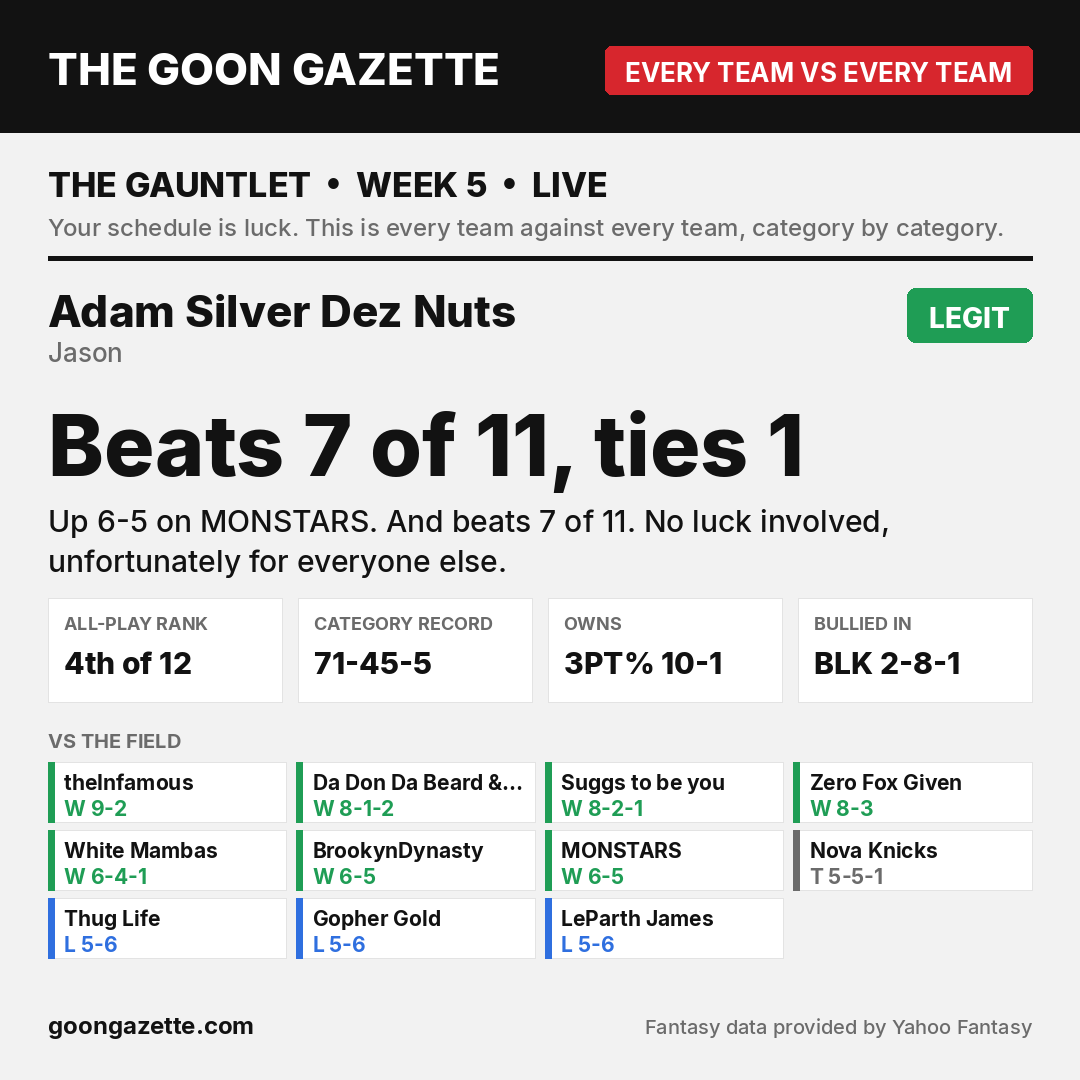 THE GOON GAZETTE
EVERY TEAM VS EVERY TEAM
THE GAUNTLET • WEEK 5 • LIVE
Your schedule is luck. This is every team against every team, category by category.
Adam Silver Dez Nuts
LEGIT
Jason
Beats 7 of 11, ties 1
Up 6-5 on MONSTARS. And beats 7 of 11. No luck involved,
unfortunately for everyone else.
ALL-PLAY RANK
4th of 12
CATEGORY RECORD
71-45-5
OWNS
3PT% 10-1
BULLIED IN
BLK 2-8-1
VS THE FIELD
theInfamous
W 9-2
Da Don Da Beard &...
W 8-1-2
Suggs to be you
W 8-2-1
Zero Fox Given
W 8-3
White Mambas
W 6-4-1
BrookynDynasty
W 6-5
MONSTARS
W 6-5
Nova Knicks
T 5-5-1
Thug Life
L 5-6
Gopher Gold
L 5-6
LeParth James
L 5-6
goongazette.com
Fantasy data provided by Yahoo Fantasy